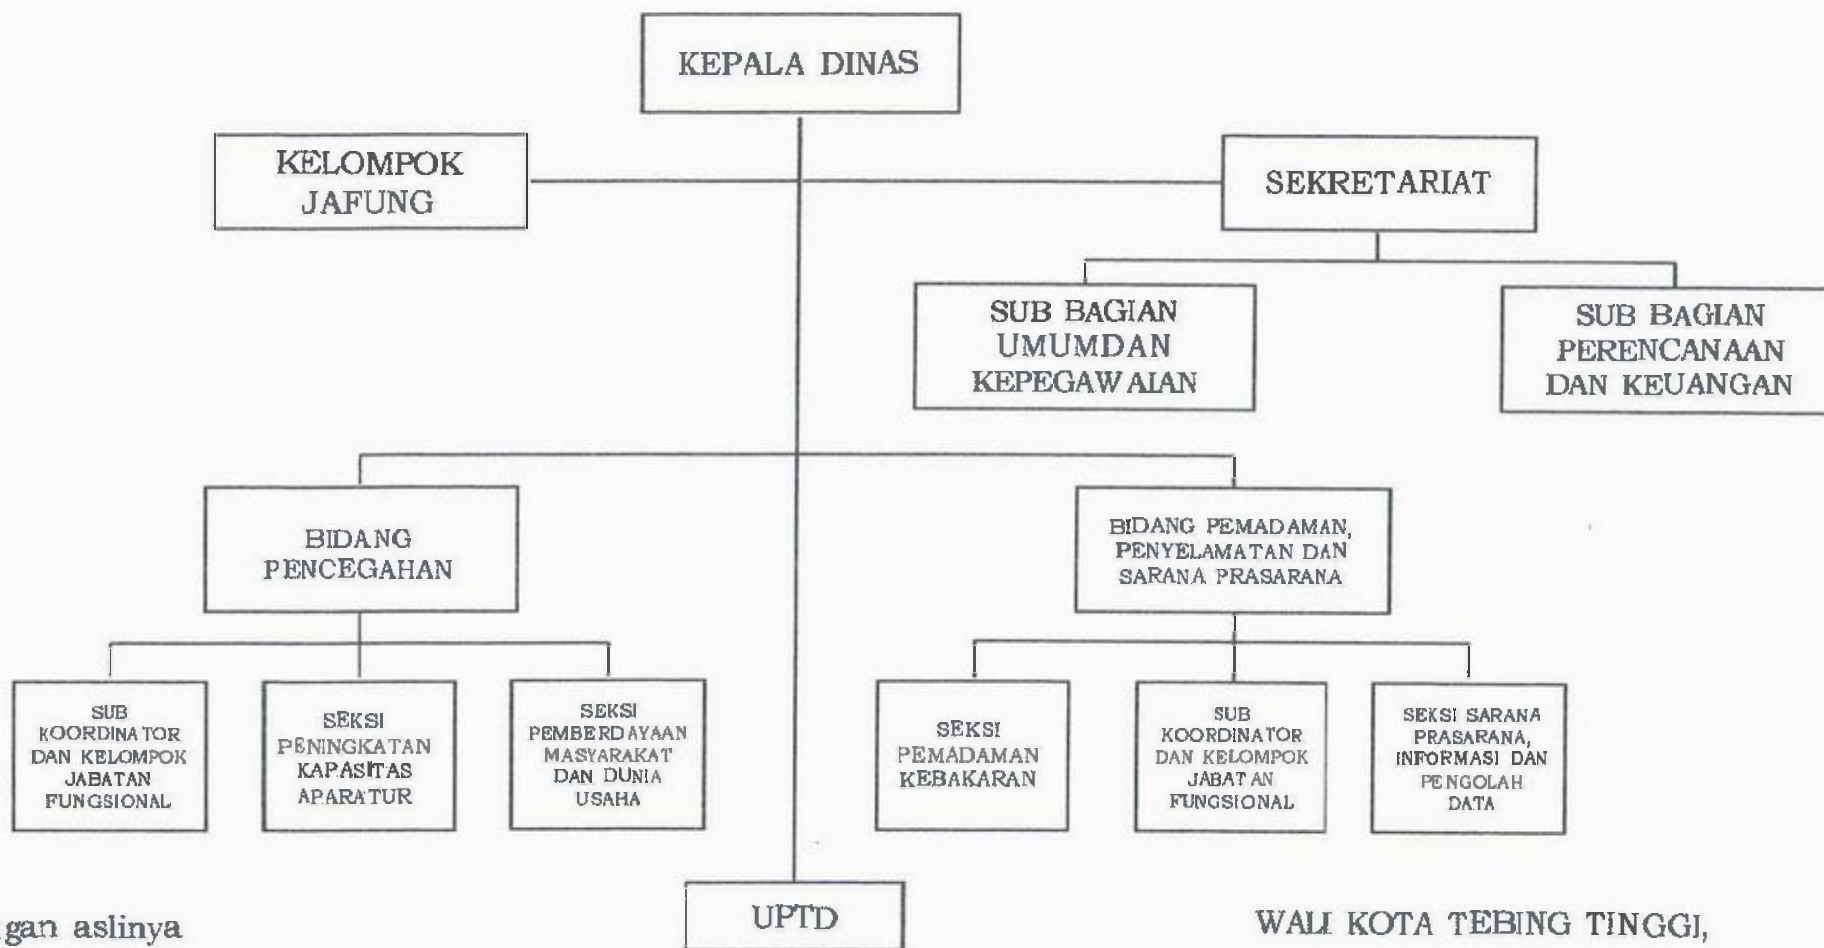 KEPALA DINAS
KELOMPOK
JAFUNG
SEKRETARIAT
SUB BAGIAN
UMUMDAN
KEPEGAWAIAN
SUB BAGIAN
PERENCANAAN
DAN KEUANGAN
BIDANG
PENCEGAHAN
BIDANG PEMADAMAN,
PENYELAMATAN DAN
SARANA PRASARANA
SUB
KOORDINATOR
DAN KELOMPOK
JABATAN
FUNGSIONAL
SEKSI
PENINGKATAN
KAPASITAS
APARATUR
SEKSI
PEMBERDAYAAN
MASYARAKAT
DAN DUNIA
USAHA
SEKSI
PEMADAMAN
KEBAKARAN
SUB
KOORDINATOR
DAN KELOMPOK
JABATAN
FUNGSIONAL
SEKSI SARANA
PRASARANA,
INFORMASI DAN
PENGOLAH
DATA
UPTD
gan aslinya
WALI KOTA TEBING TINGGI,